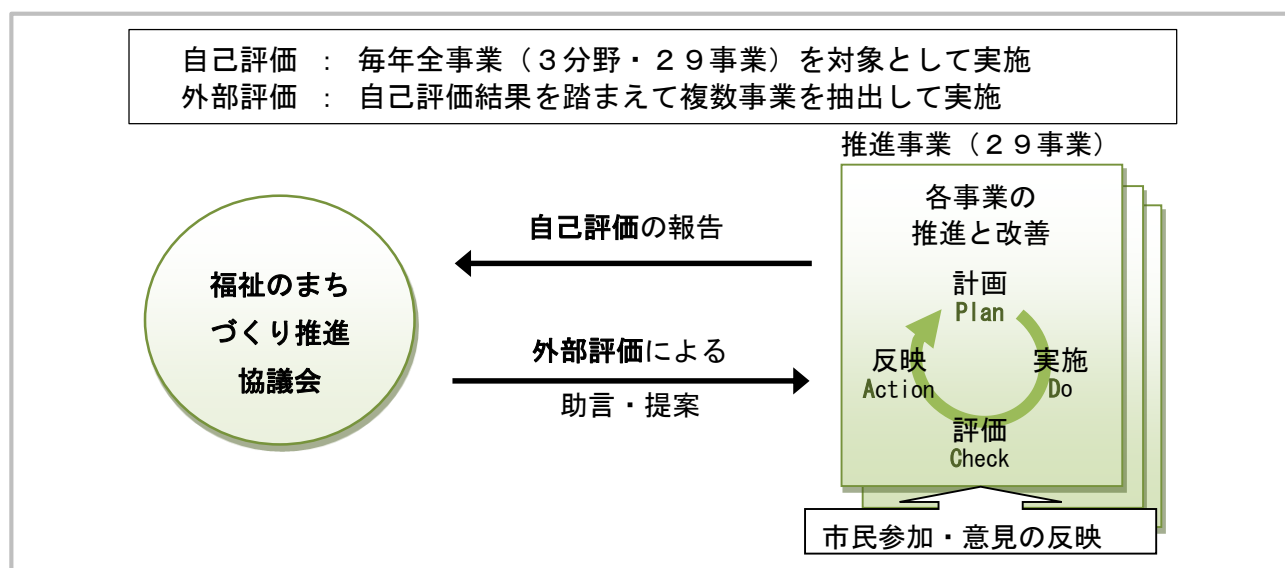 自己評価 ： 毎年全事業（３分野・２９事業）を対象として実施
外部評価 ： 自己評価結果を踏まえて複数事業を抽出して実施
推進事業（２９事業）
各事業の
推進と改善
自己評価の報告
福祉のまち
づくり推進
協議会
計画
Plan
外部評価による
助言・提案
反映
Action
実施
Do
評価
Check
市民参加・意見の反映